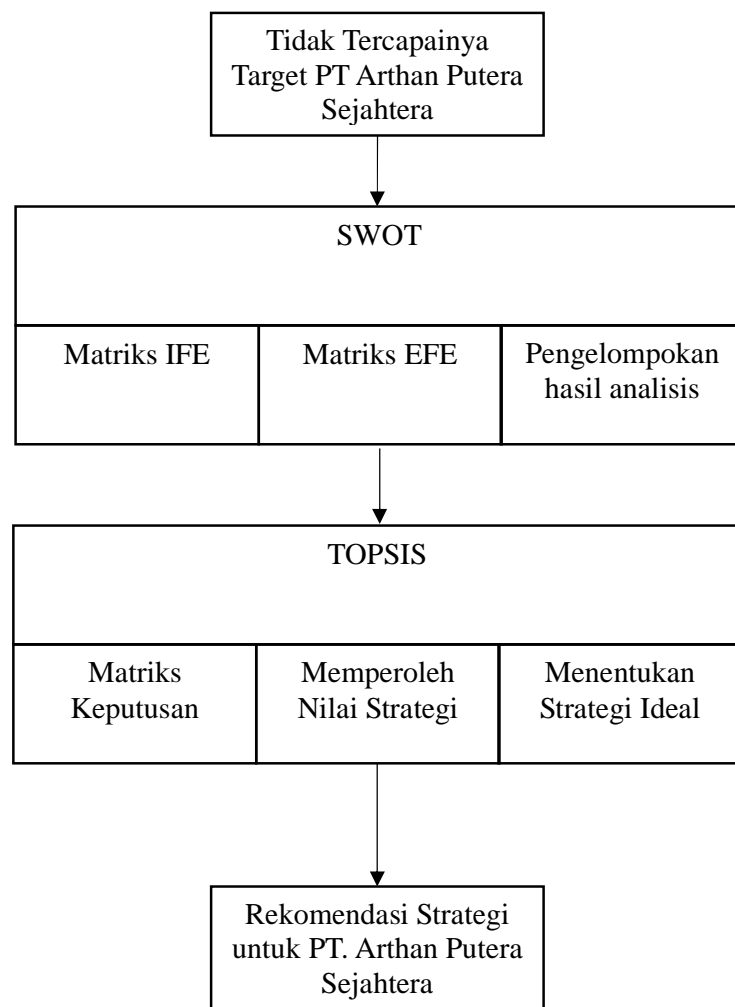 Tidak Tercapainya
Target PT Arthan Putera
Sejahtera
SWOT
Matriks IFE
Matriks EFE
Pengelompokan
hasil analisis
TOPSIS
Matriks
Keputusan
Memperoleh
Nilai Strategi
Menentukan
Strategi Ideal
Rekomendasi Strategi
untuk PT. Arthan Putera
Sejahtera